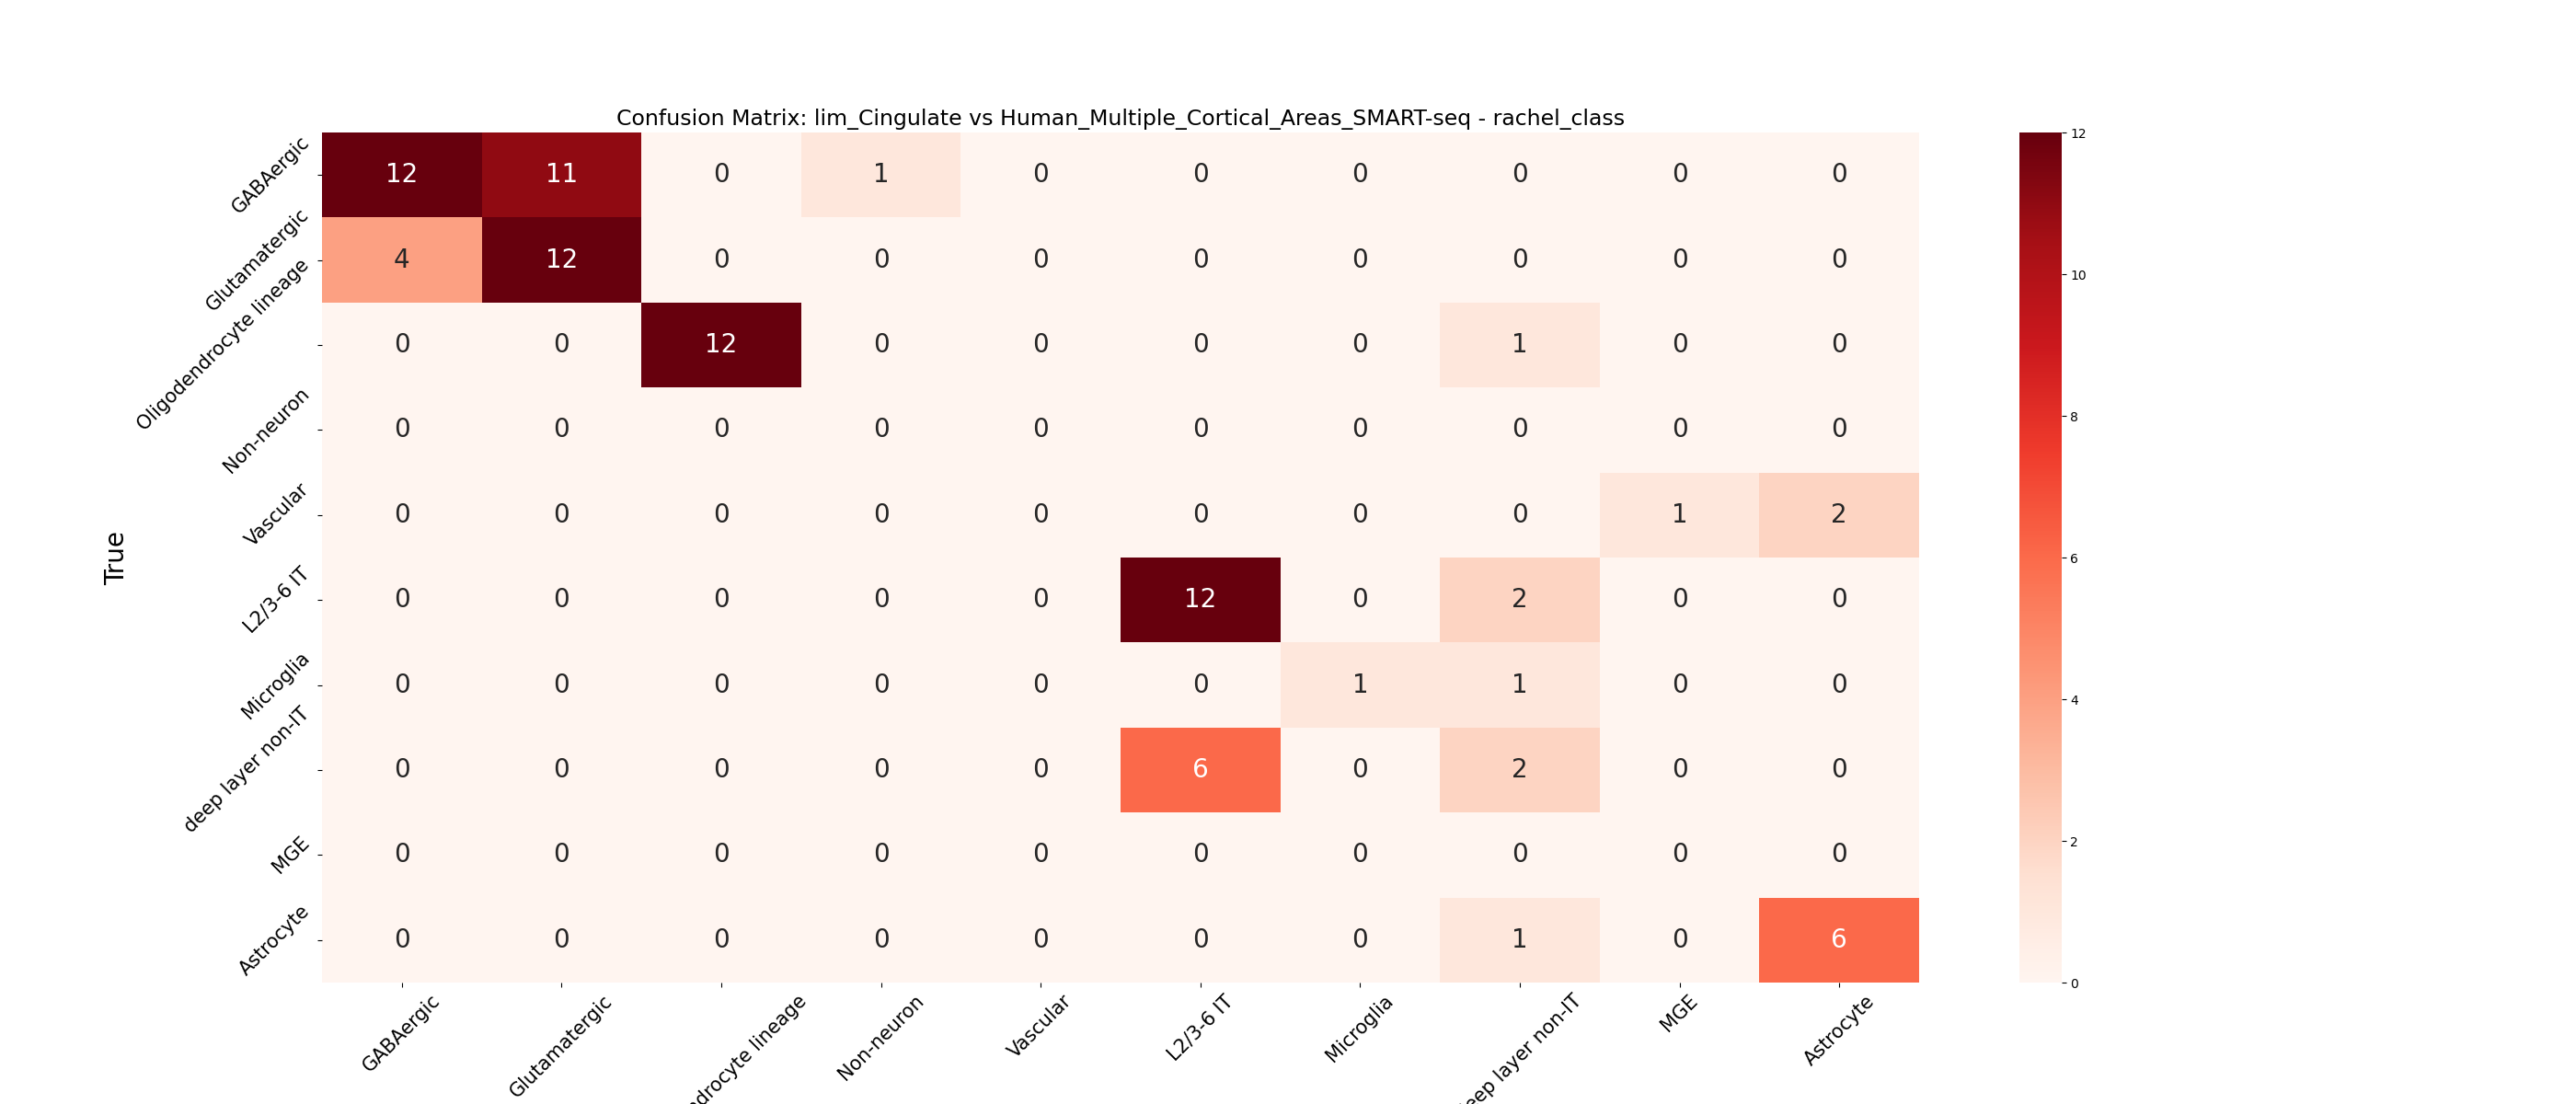 Confusion Matrix: lim_Cingulate vs Human_Multiple_Cortical_Areas_SMART-seq - rachel_class
True
GABAergic 12 11 0 1 0 0 0 0 0 0
Glutamatergic 4 12 0 0 0 0 0 0 0 0
Oligodendrocyte lineage 0 0 12 0 0 0 0 1 0 0
Non-neuron 0 0 0 0 0 0 0 0 0 0
Vascular 0 0 0 0 0 0 0 0 1 2
L2/3-6 IT 0 0 0 0 0 12 0 2 0 0
Microglia 0 0 0 0 0 0 1 1 0 0
deep layer non-IT 0 0 0 0 0 6 0 2 0 0
MGE 0 0 0 0 0 0 0 0 0 0
Astrocyte 0 0 0 0 0 0 0 1 0 6
GABAergic Glutamatergic lineage Non-neuron Vascular L2/3-6 IT Microglia layer non-IT MGE Astrocyte
12
10
8
6
4
2
0